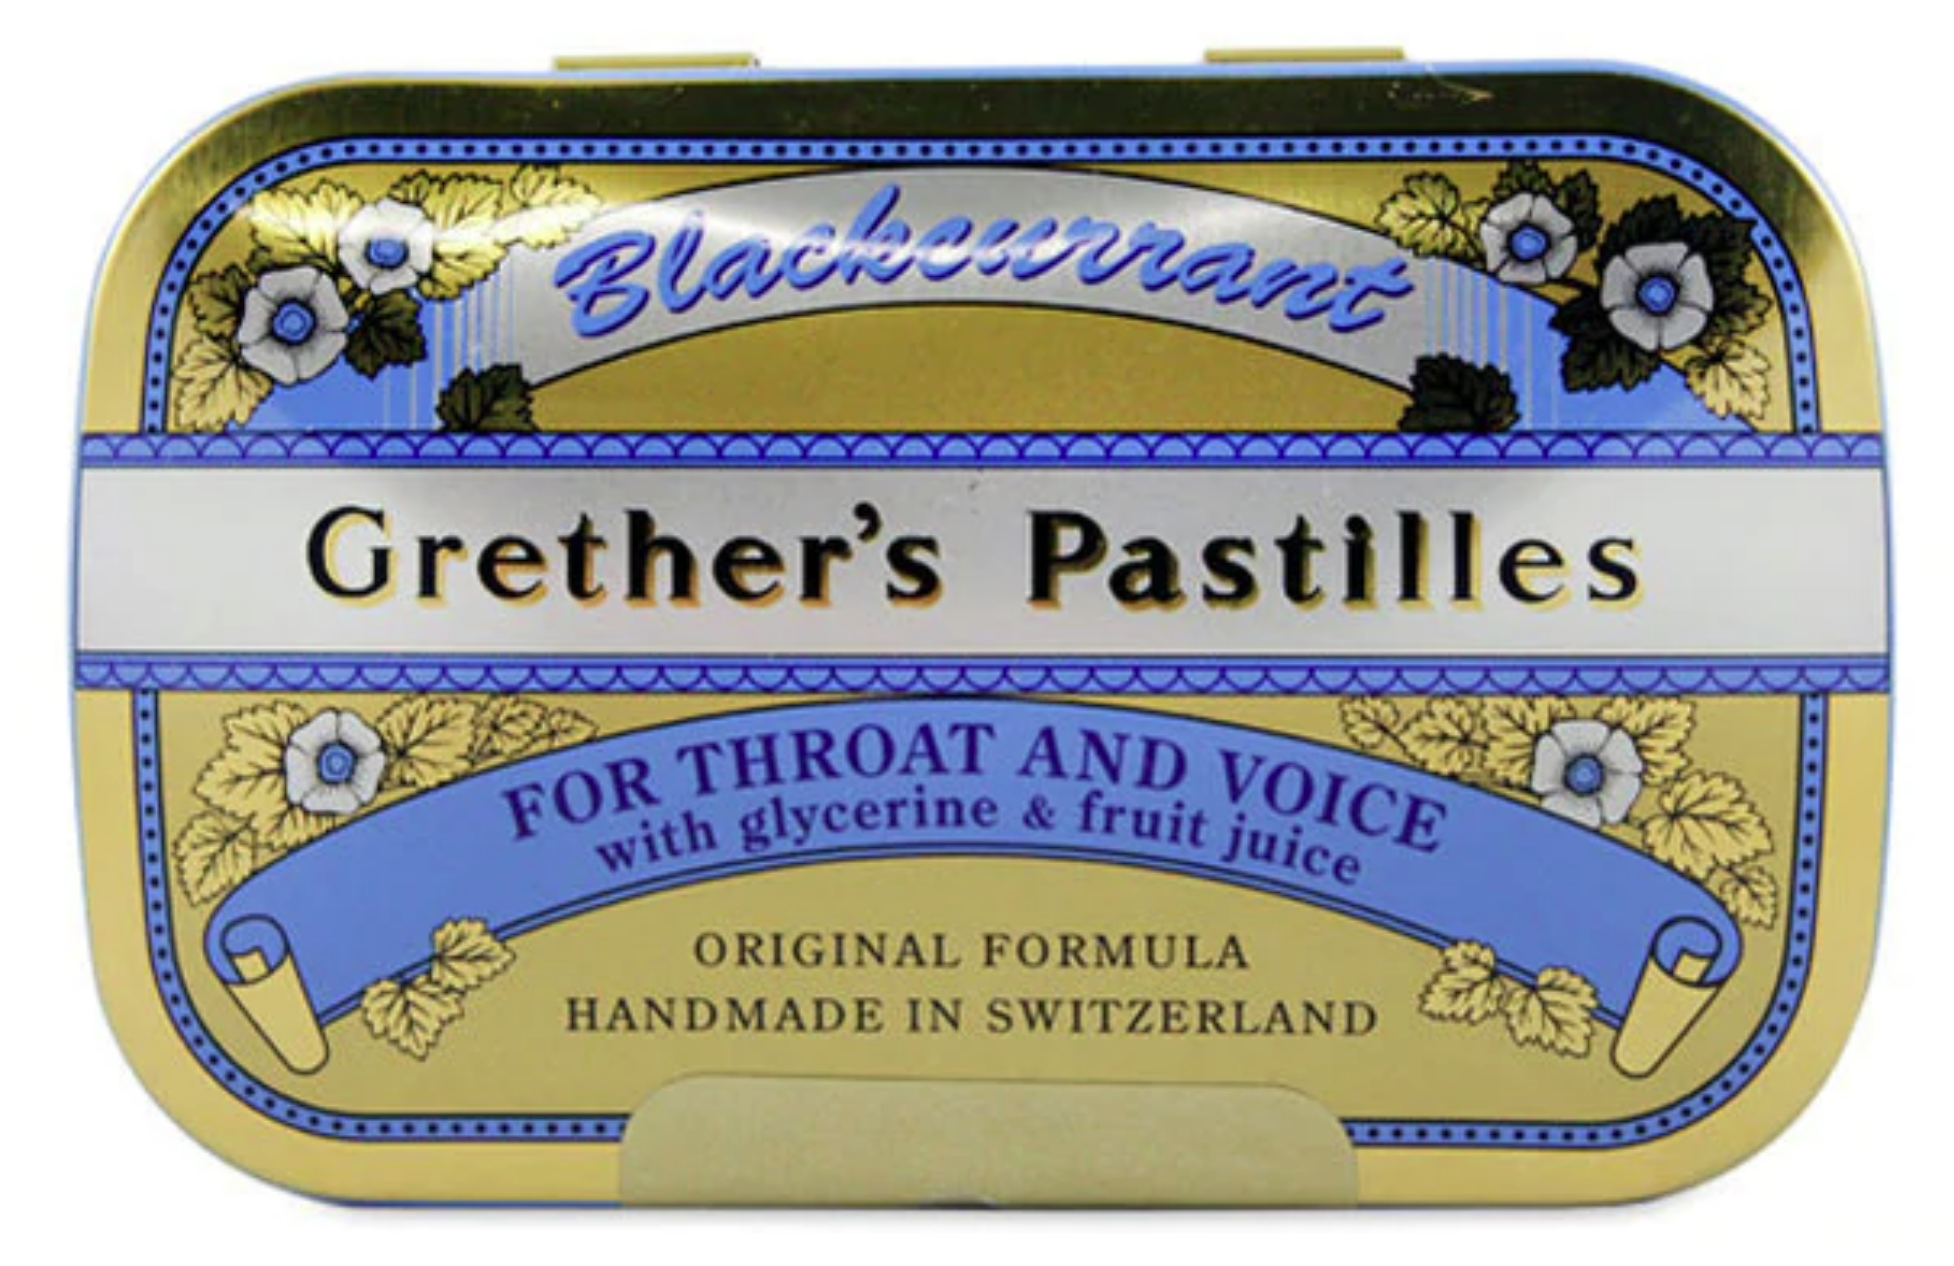 Blackcurrant
Grether's Pastilles
FOR THROAT AND VOICE
with glycerine & fruit juice
ORIGINAL FORMULA
HANDMADE IN SWITZERLAND